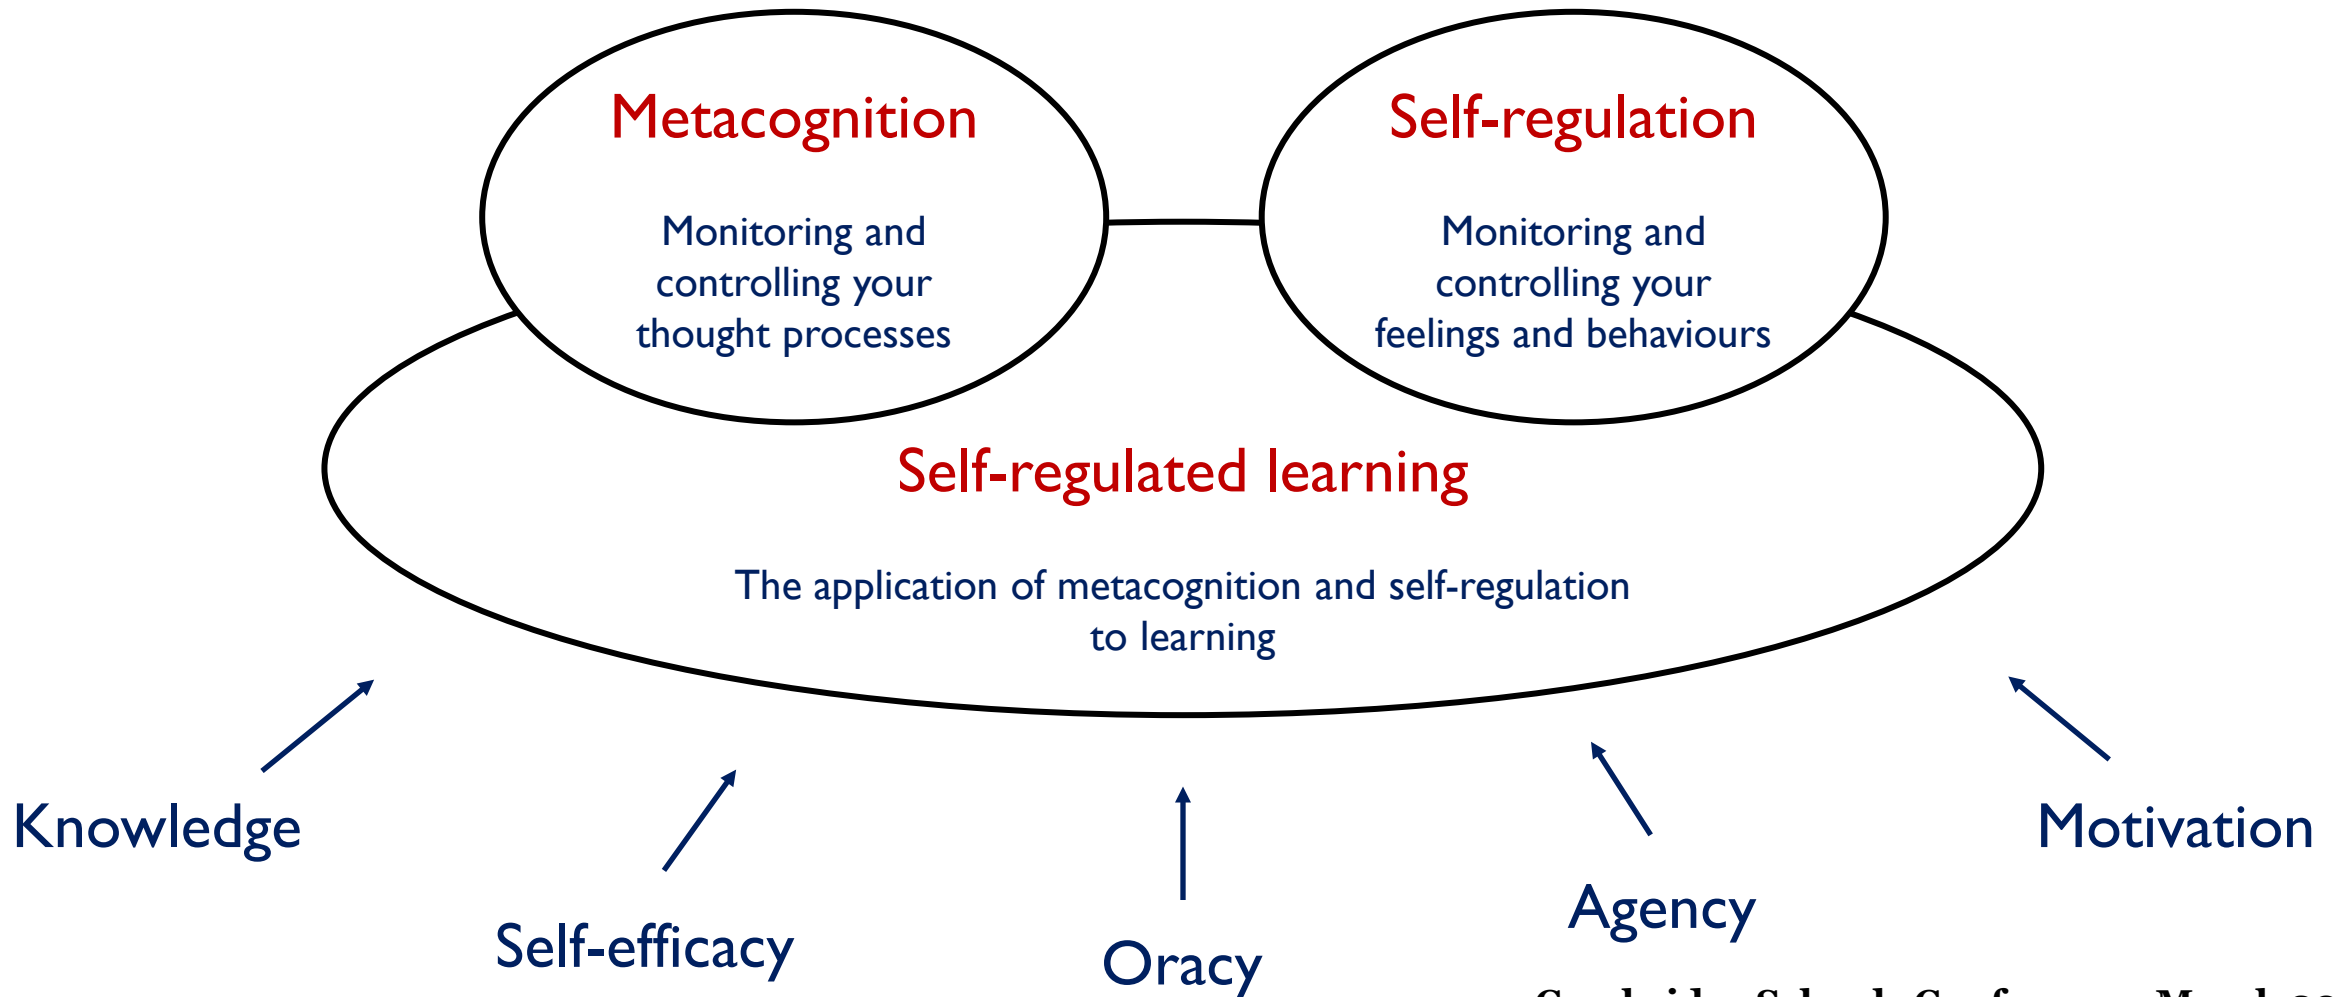 Metacognition
Monitoring and
controlling your
thought processes
Self-regulation
Monitoring and
controlling your
feelings and behaviours
Self-regulated learning
The application of metacognition and self-regulation
to learning
Knowledge
Self-efficacy
Oracy
Agency
Motivation